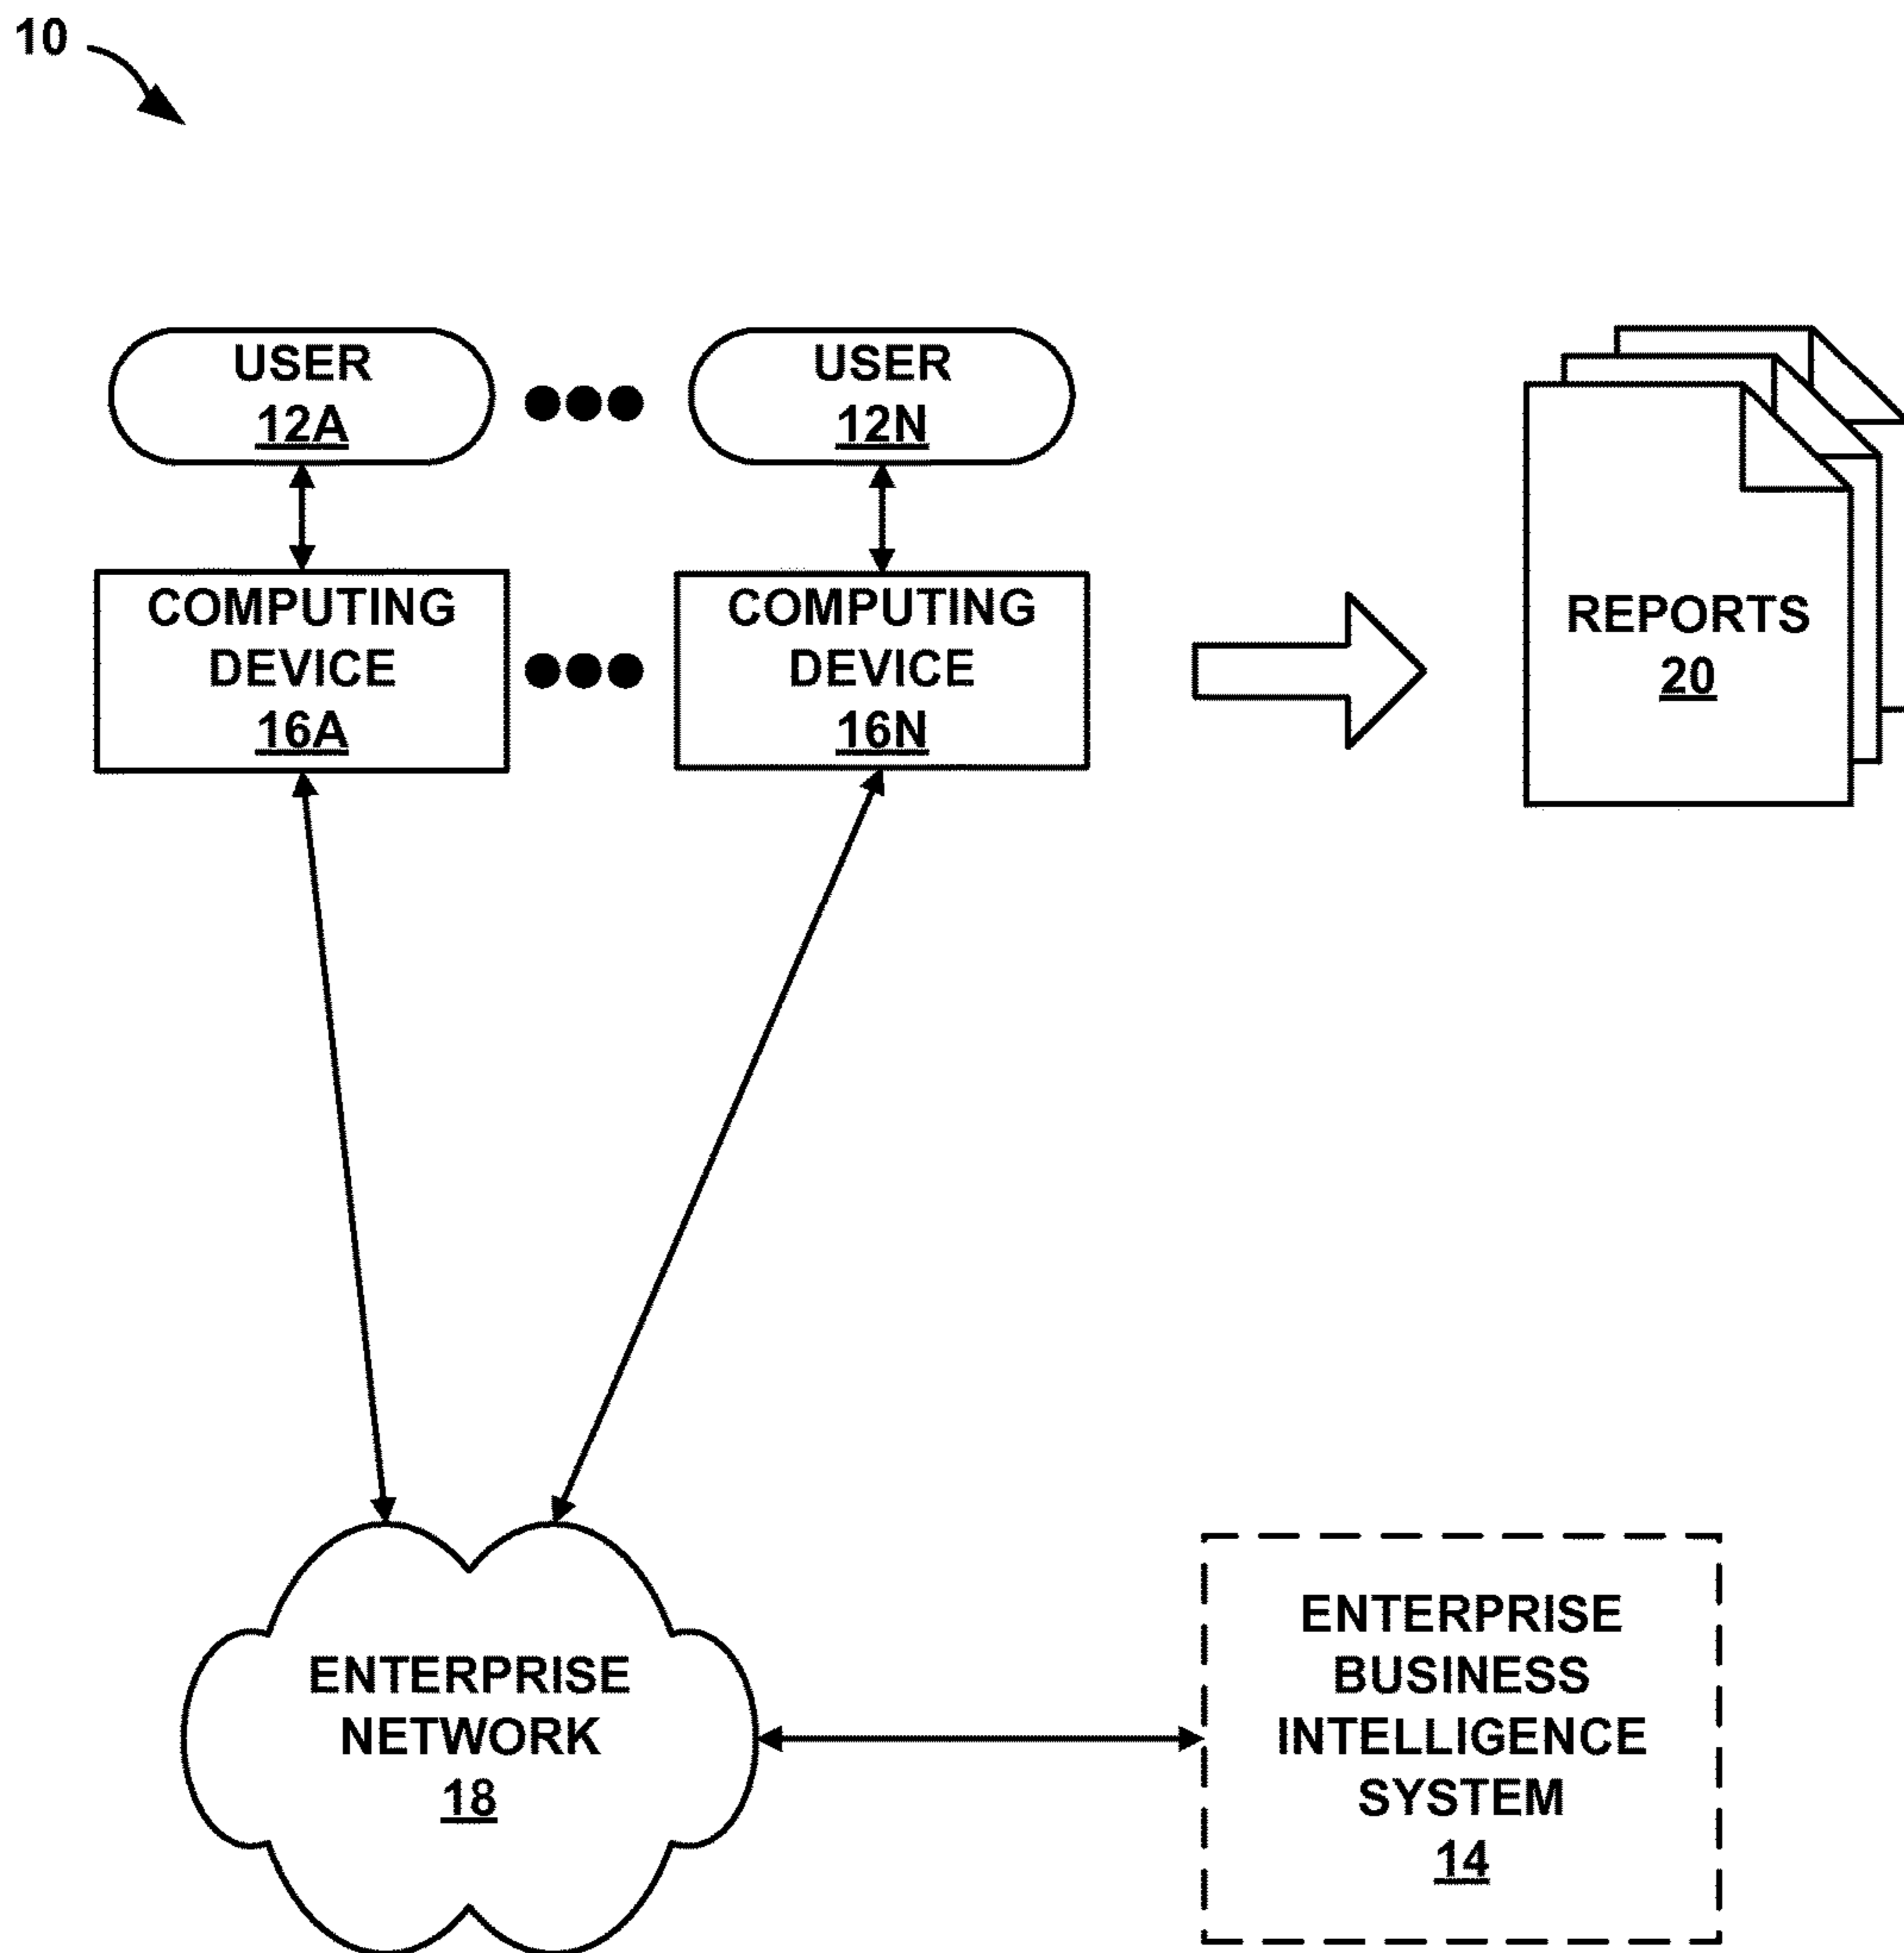 10
USER
12A
USER
12N
COMPUTING
DEVICE
16A
COMPUTING
DEVICE
16N
REPORTS
20
ENTERPRISE
NETWORK
18
ENTERPRISE
BUSINESS
INTELLIGENCE
SYSTEM
14